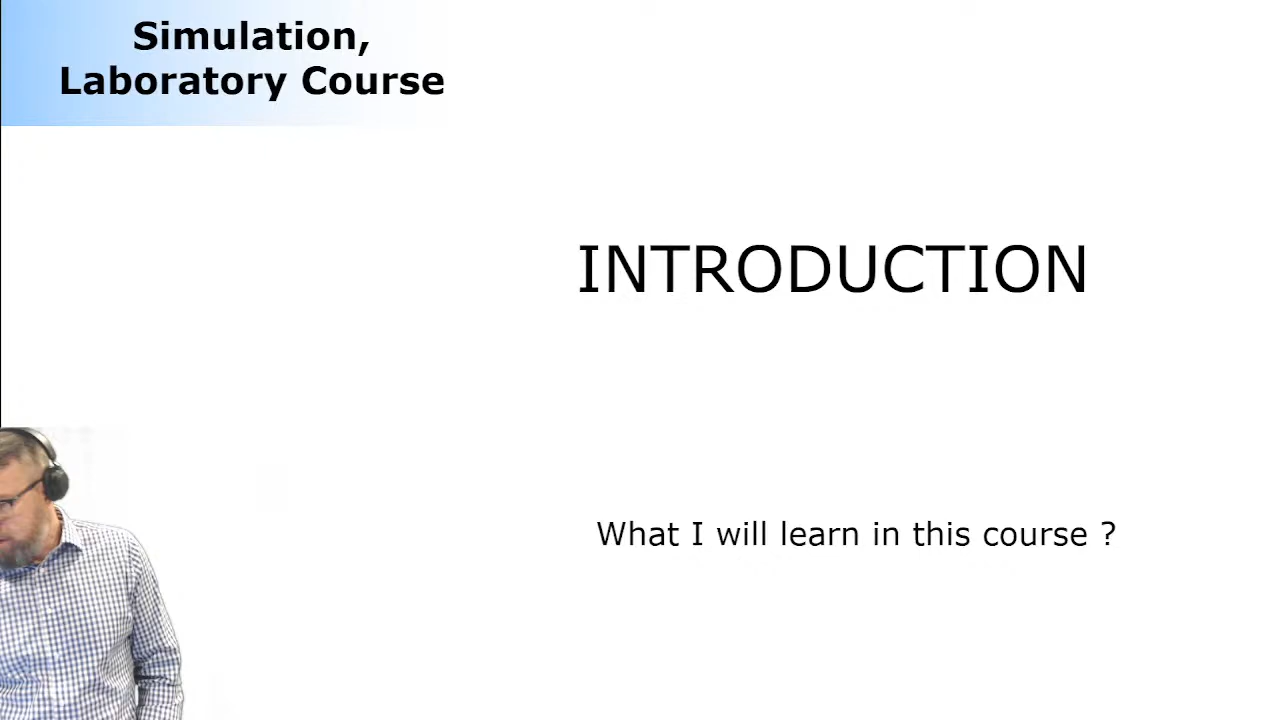 Simulation,
Laboratory Course
INTRODUCTION
What I will learn in this course ?